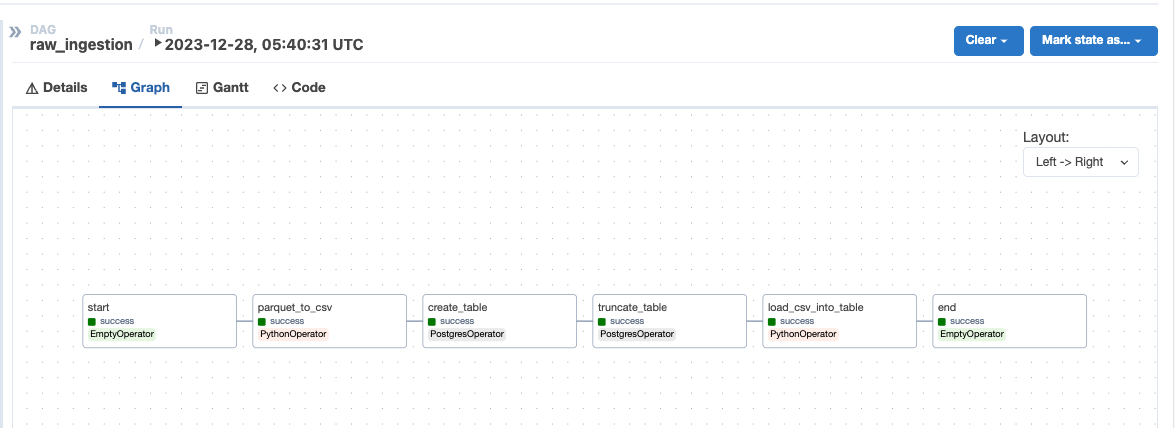 DAG
Run
raw_ingestion / 2023-12-28, 05:40:31 UTC
Clear
Mark state as...
Details
Graph
Gantt
Code
Layout:
Left -> Right
start
success
EmptyOperator
parquet_to_csv
success
PythonOperator
create_table
success
PostgresOperator
truncate_table
success
PostgresOperator
load_csv_into_table
success
PythonOperator
end
success
EmptyOperator